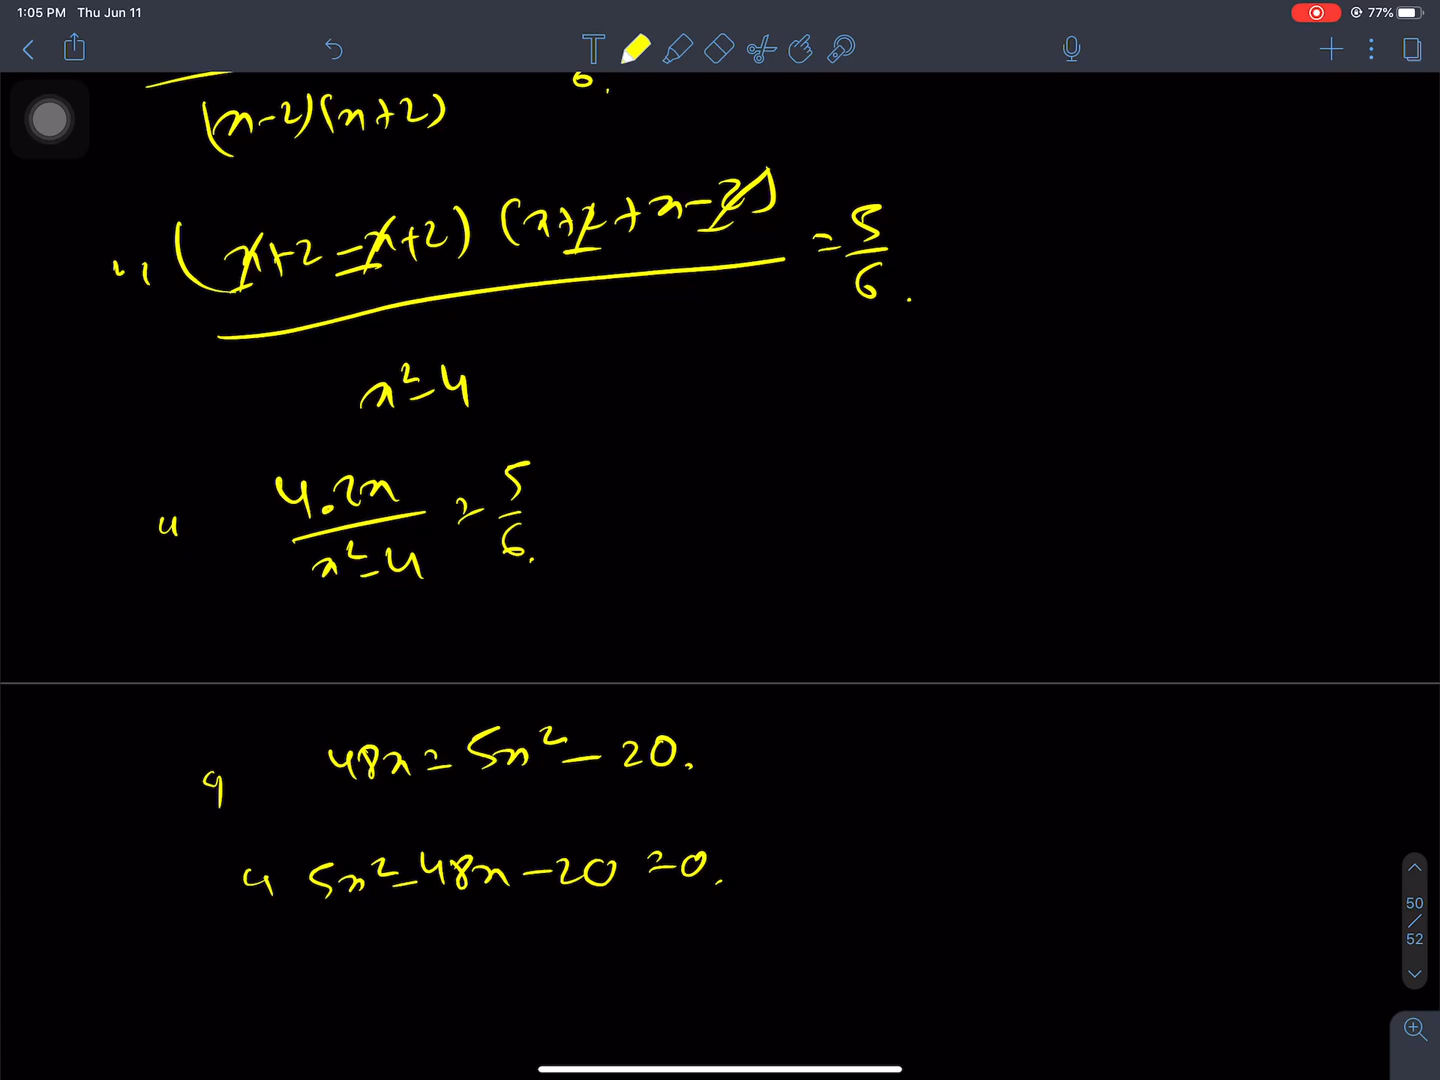 1:05 PM Thu Jun 11
77%
T
6.
(x-2)(x+2)
(x+2-x+2)(x+2+x-2) = 5/6.
x²-4
4.2x/x²-4 = 5/6.
48x = 5x² - 20.
5x² - 48x - 20 = 0.
50
/
52